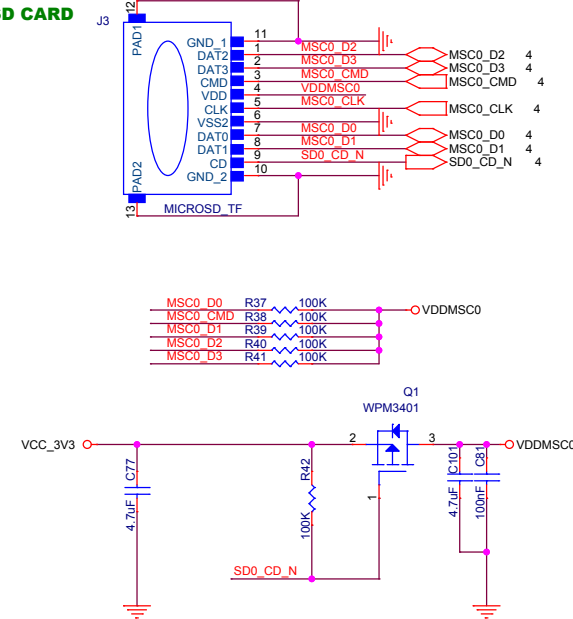 SD CARD
J3
12
PAD1
GND_1 11
DAT2 1 MSC0_D2 MSC0_D2 4
DAT3 2 MSC0_D3 MSC0_D3 4
CMD 3 MSC0_CMD MSC0_CMD 4
VDD 4 VDDMSC0
CLK 5 MSC0_CLK MSC0_CLK 4
VSS2 6
DAT0 7 MSC0_D0 MSC0_D0 4
DAT1 8 MSC0_D1 MSC0_D1 4
CD 9 SD0_CD_N SD0_CD_N 4
GND_2 10
PAD2
13
MICROSD_TF
MSC0_D0 R37 100K VDDMSC0
MSC0_CMD R38 100K
MSC0_D1 R39 100K
MSC0_D2 R40 100K
MSC0_D3 R41 100K
Q1
WPM3401
VCC_3V3 2 3 VDDMSC0
C77
4.7uF
R42
100K
1
C101
4.7uF
C81
100nF
SD0_CD_N